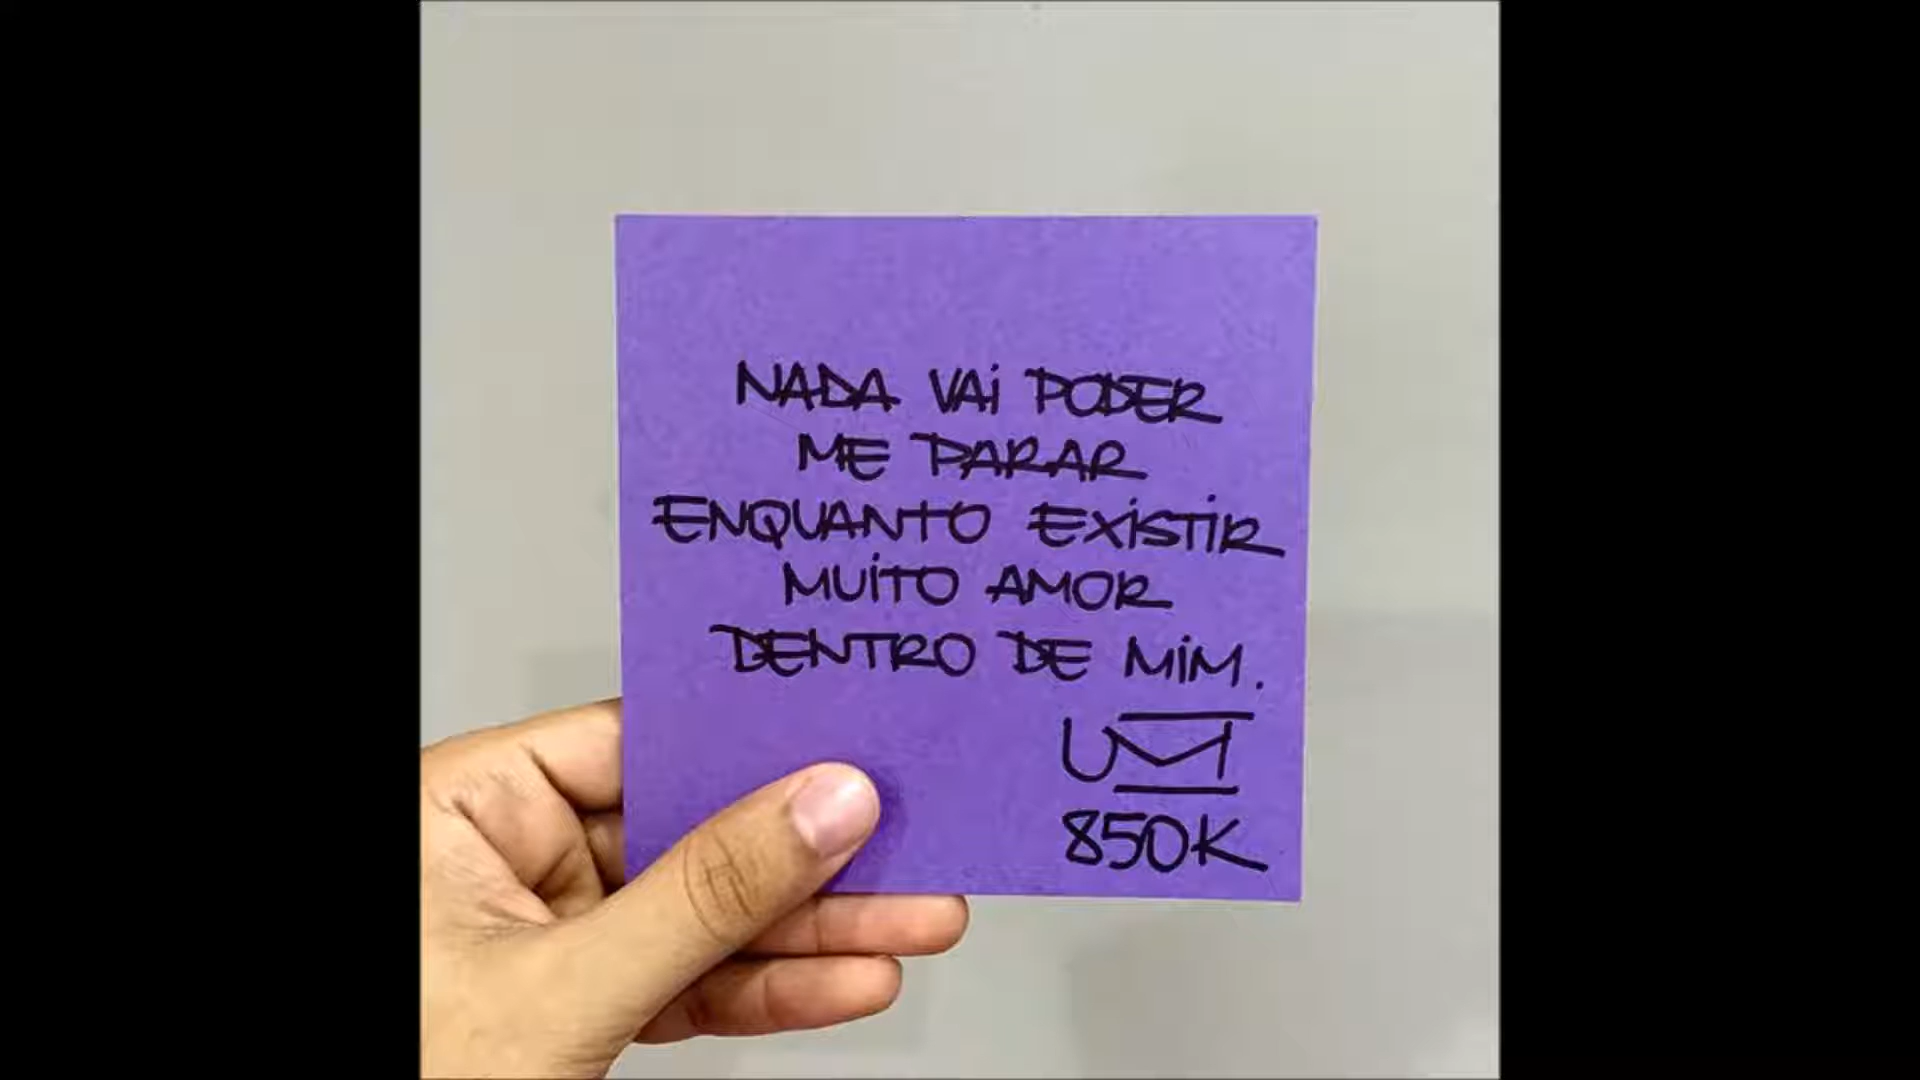 NADA VAI PODER
ME PARAR
ENQUANTO EXISTIR
MUITO AMOR
DENTRO DE MIM.
UM
850K